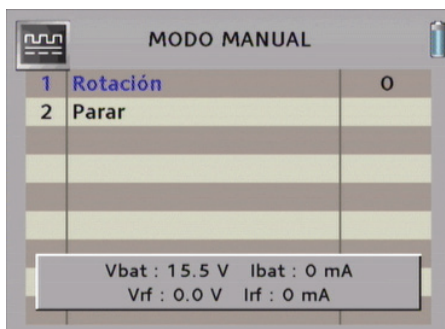 MODO MANUAL
1 Rotación 0
2 Parar
Vbat : 15.5 V Ibat : 0 mA
Vrf : 0.0 V Irf : 0 mA